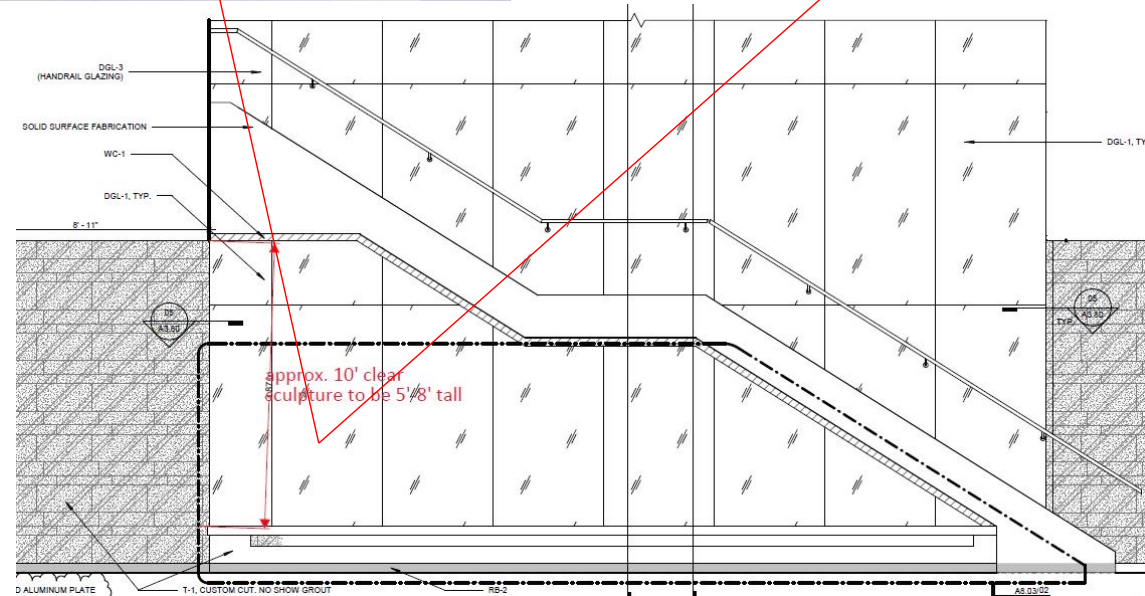 DGL-3
(HANDRAIL GLAZING)
SOLID SURFACE FABRICATION
WC-1
DGL-1, TYP.
8' - 11"
DGL-1, TY
05
A3.60
05
A3.60
TYP.
approx. 10' clear
sculpture to be 5'-8' tall
D ALUMINUM PLATE
T-1, CUSTOM CUT. NO SHOW GROUT
RB-2
A8.03/02